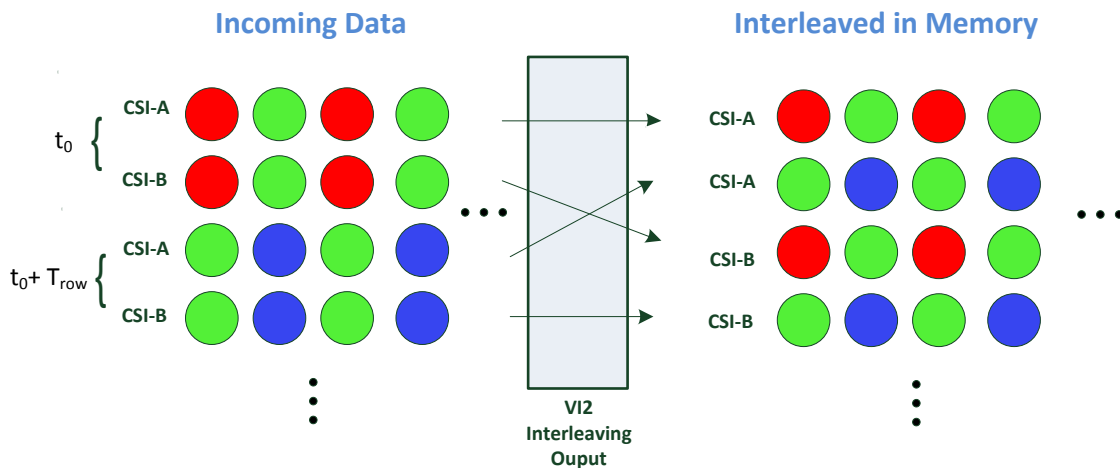 Incoming Data
Interleaved in Memory
t0
CSI-A
CSI-B
t0+ Trow
CSI-A
CSI-B
VI2
Interleaving
Ouput
CSI-A
CSI-A
CSI-B
CSI-B